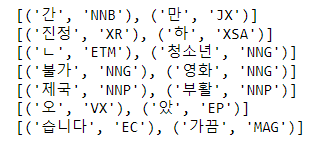 [('간', 'NNB'), ('만', 'JX')]
[('진정', 'XR'), ('하', 'XSA')]
[('ㄴ', 'ETM'), ('청소년', 'NNG')]
[('불가', 'NNG'), ('영화', 'NNG')]
[('제국', 'NNP'), ('부활', 'NNP')]
[('오', 'VX'), ('았', 'EP')]
[('습니다', 'EC'), ('가끔', 'MAG')]